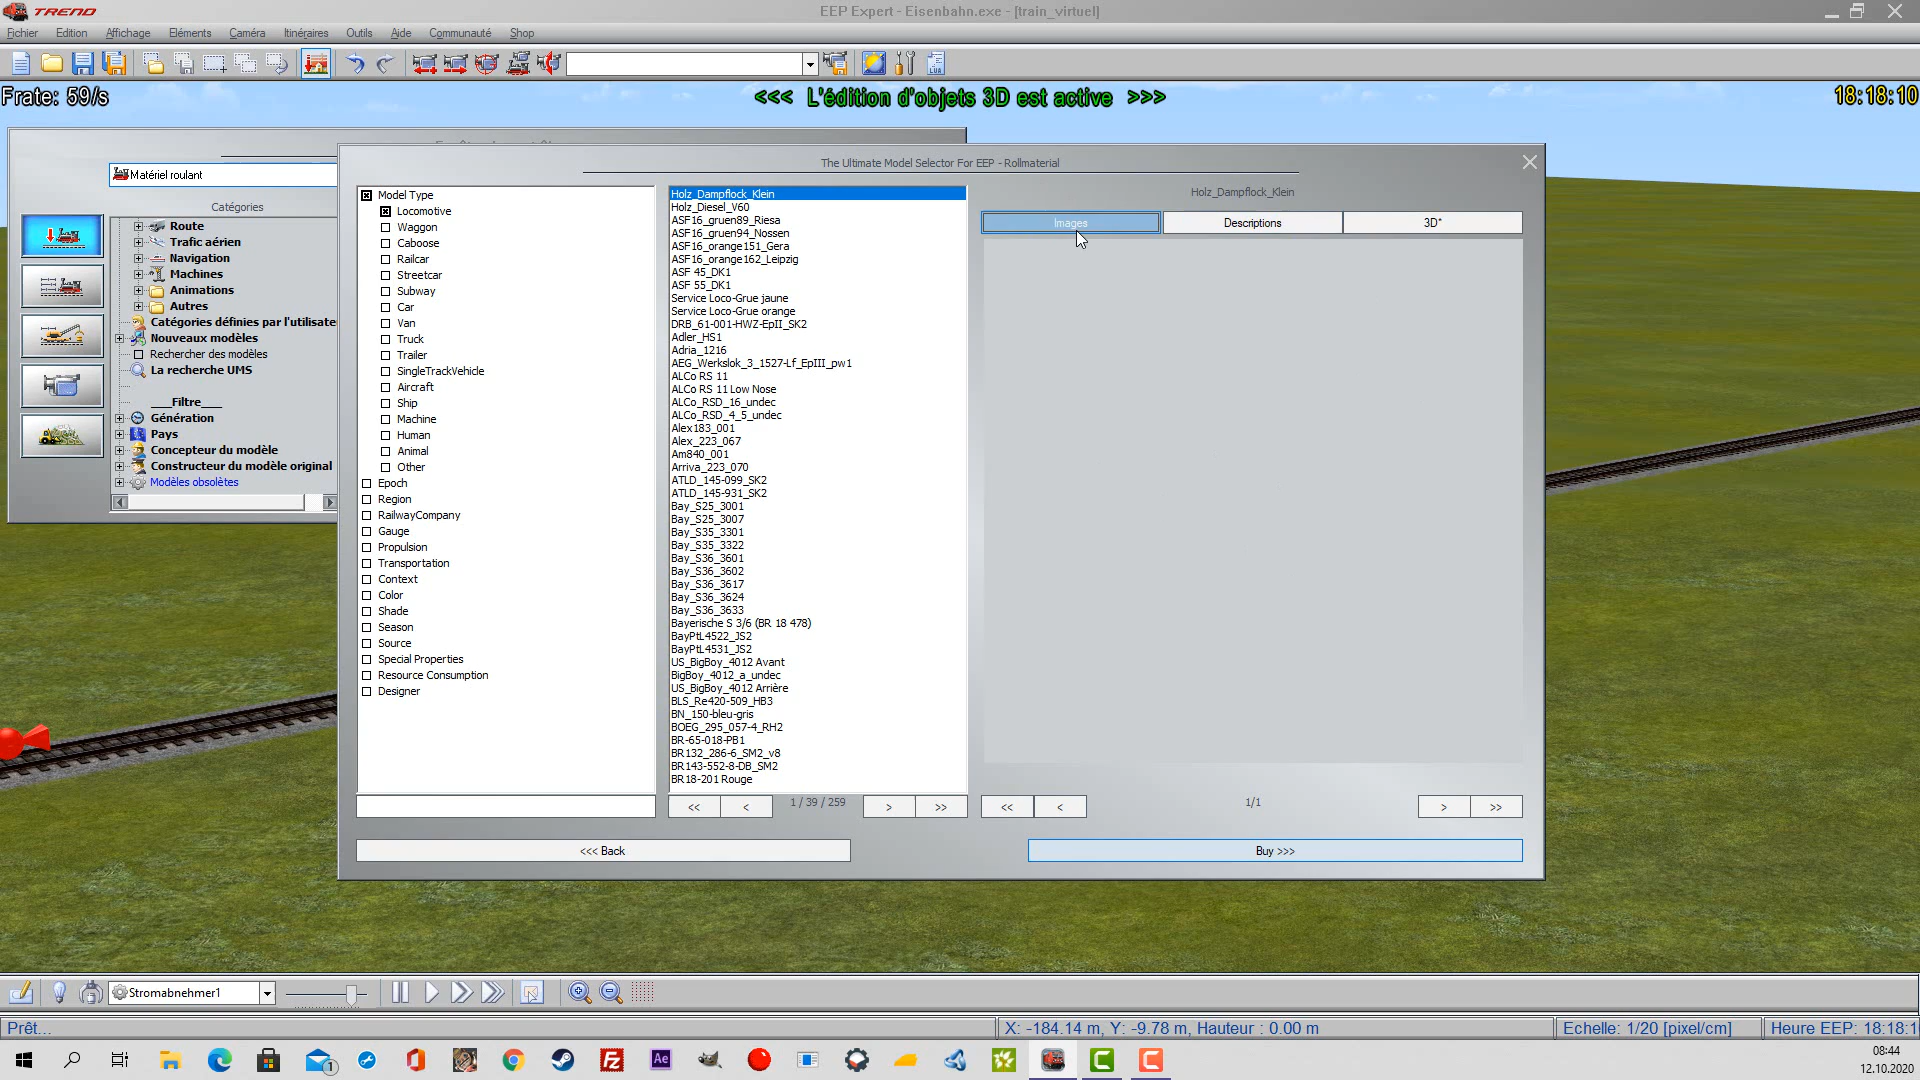 TREND
EEP Expert - Eisenbahn.exe - [train_virtuel]
Fichier Edition Affichage Eléments Caméra Itinéraires Outils Aide Communauté Shop
Frate: 59/s
<<< L'édition d'objets 3D est active >>>
18:18:10
Matériel roulant
Catégories
Route
Trafic aérien
Navigation
Machines
Animations
Autres
Catégories définies par l'utilisate
Nouveaux modèles
Rechercher des modèles
La recherche UMS
___Filtre___
Génération
Pays
Concepteur du modèle
Constructeur du modèle original
Modèles obsolètes
The Ultimate Model Selector For EEP - Rollmaterial
Model Type
Locomotive
Waggon
Caboose
Railcar
Streetcar
Subway
Car
Van
Truck
Trailer
SingleTrackVehicle
Aircraft
Ship
Machine
Human
Animal
Other
Epoch
Region
RailwayCompany
Gauge
Propulsion
Transportation
Context
Color
Shade
Season
Source
Special Properties
Resource Consumption
Designer
Holz_Dampflock_Klein
Holz_Diesel_V60
ASF16_gruen89_Riesa
ASF16_gruen94_Nossen
ASF16_orange151_Gera
ASF16_orange162_Leipzig
ASF 45_DK1
ASF 55_DK1
Service Loco-Grue jaune
Service Loco-Grue orange
DRB_61-001-HWZ-EpII_SK2
Adler_HS1
Adria_1216
AEG_Werkslok_3_1527-Lf_EpIII_pw1
ALCo RS 11
ALCo RS 11 Low Nose
ALCo_RSD_16_undec
ALCo_RSD_4_5_undec
Alex183_001
Alex_223_067
Am840_001
Arriva_223_070
ATLD_145-099_SK2
ATLD_145-931_SK2
Bay_S25_3001
Bay_S25_3007
Bay_S35_3301
Bay_S35_3322
Bay_S36_3601
Bay_S36_3602
Bay_S36_3617
Bay_S36_3624
Bay_S36_3633
Bayerische S 3/6 (BR 18 478)
BayPtL4522_JS2
BayPtL4531_JS2
US_BigBoy_4012 Avant
BigBoy_4012_a_undec
US_BigBoy_4012 Arrière
BLS_Re420-509_HB3
BN_150-bleu-gris
BOEG_295_057-4_RH2
BR-65-018-PB1
BR132_286-6_SM2_v8
BR143-552-8-DB_SM2
BR18-201 Rouge
Holz_Dampflock_Klein
Images Descriptions 3D*
<< < 1 / 39 / 259 > >>
<< < 1/1 > >>
<<< Back
Buy >>>
Stromabnehmer1
Prêt...
X: -184.14 m, Y: -9.78 m, Hauteur : 0.00 m
Echelle: 1/20 [pixel/cm]
Heure EEP: 18:18:1
08:44
12.10.2020